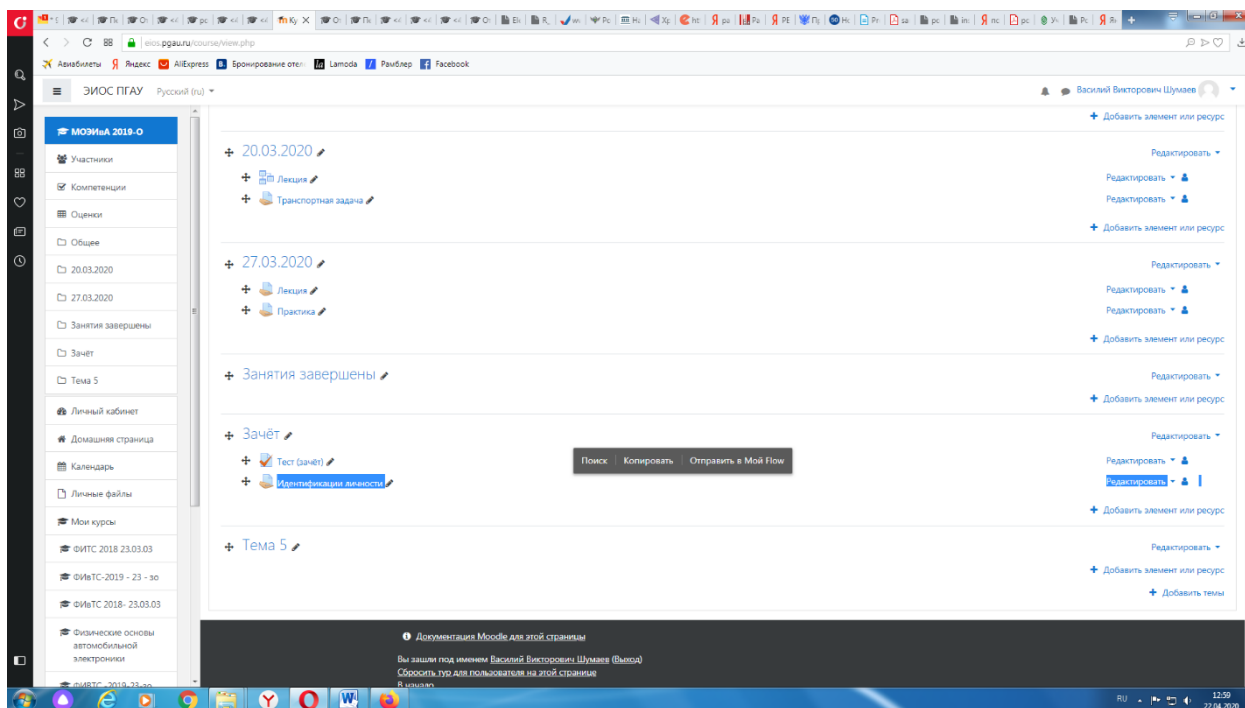 eios.pgau.ru/course/view.php
Авиабилеты Яндекс AliExpress Бронирование отел Lamoda Рамблер Facebook
ЭИОС ПГАУ Русский (ru)
Василий Викторович Шумаев
МОЭИвА 2019-О
Участники
Компетенции
Оценки
Общее
20.03.2020
27.03.2020
Занятия завершены
Зачёт
Тема 5
Личный кабинет
Домашняя страница
Календарь
Личные файлы
Мои курсы
ФИТС 2018 23.03.03
ФИвТС-2019 - 23 - зо
ФИвТС 2018- 23.03.03
Физические основы
автомобильной
электроники
Добавить элемент или ресурс
20.03.2020 Редактировать
Лекция Редактировать
Транспортная задача Редактировать
Добавить элемент или ресурс
27.03.2020 Редактировать
Лекция Редактировать
Практика Редактировать
Добавить элемент или ресурс
Занятия завершены Редактировать
Добавить элемент или ресурс
Зачёт Редактировать
Поиск Копировать Отправить в Мой Flow
Тест (зачёт) Редактировать
Идентификации личности Редактировать
Добавить элемент или ресурс
Тема 5 Редактировать
Добавить элемент или ресурс
Добавить темы
Документация Moodle для этой страницы
Вы зашли под именем Василий Викторович Шумаев (Выход)
Сбросить тур для пользователя на этой странице
В начало
RU 12:59
22.04.2020